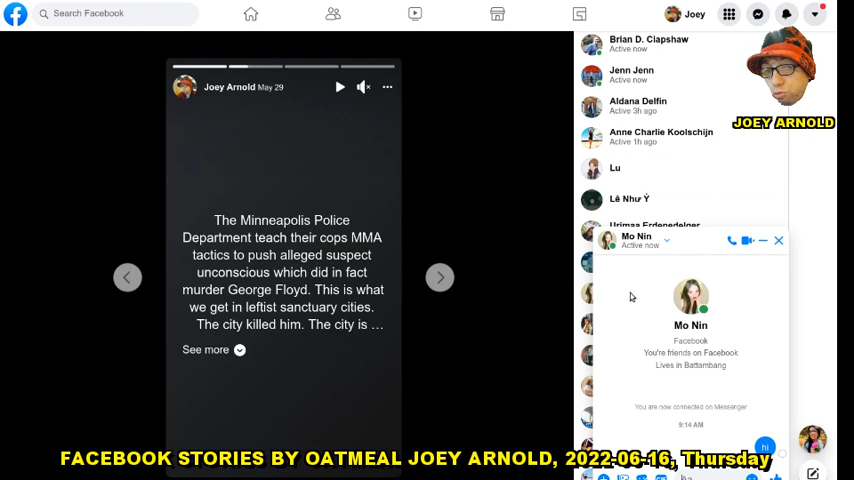 Search Facebook
Joey
Joey Arnold May 29
The Minneapolis Police
Department teach their cops MMA
tactics to push alleged suspect
unconscious which did in fact
murder George Floyd. This is what
we get in leftist sanctuary cities.
The city killed him. The city is ...
See more
Brian D. Clapshaw
Active now
Jenn Jenn
Active now
Aldana Delfin
Active 3h ago
Anne Charlie Koolschijn
Active 1h ago
Lu
Lê Như Ý
JOEY ARNOLD
Mo Nin
Active now
Mo Nin
Facebook
You're friends on Facebook
Lives in Battambang
You are now connected on Messenger
9:14 AM
hi
FACEBOOK STORIES BY OATMEAL JOEY ARNOLD, 2022-06-16, Thursday